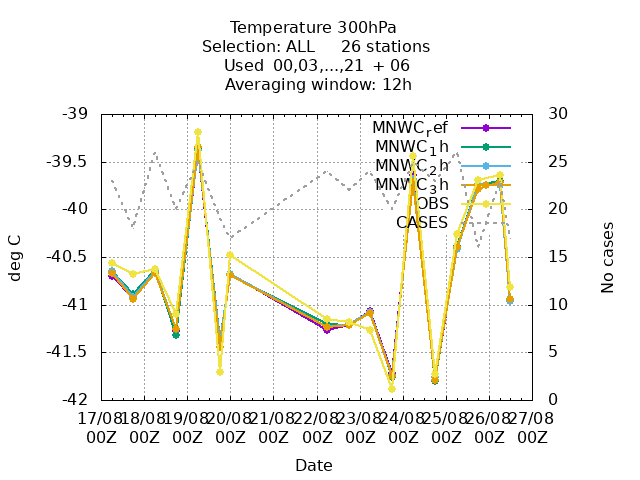 Temperature 300hPa
Selection: ALL     26 stations
Used  00,03,...,21  + 06
Averaging window: 12h
-39
-39.5
-40
-40.5
-41
-41.5
-42
30
25
20
15
10
5
0
deg C
No cases
MNWC_ref
MNWC_1h
MNWC_2h
MNWC_3h
OBS
CASES
17/08 18/08 19/08 20/08 21/08 22/08 23/08 24/08 25/08 26/08 27/08
00Z 00Z 00Z 00Z 00Z 00Z 00Z 00Z 00Z 00Z 00Z
Date